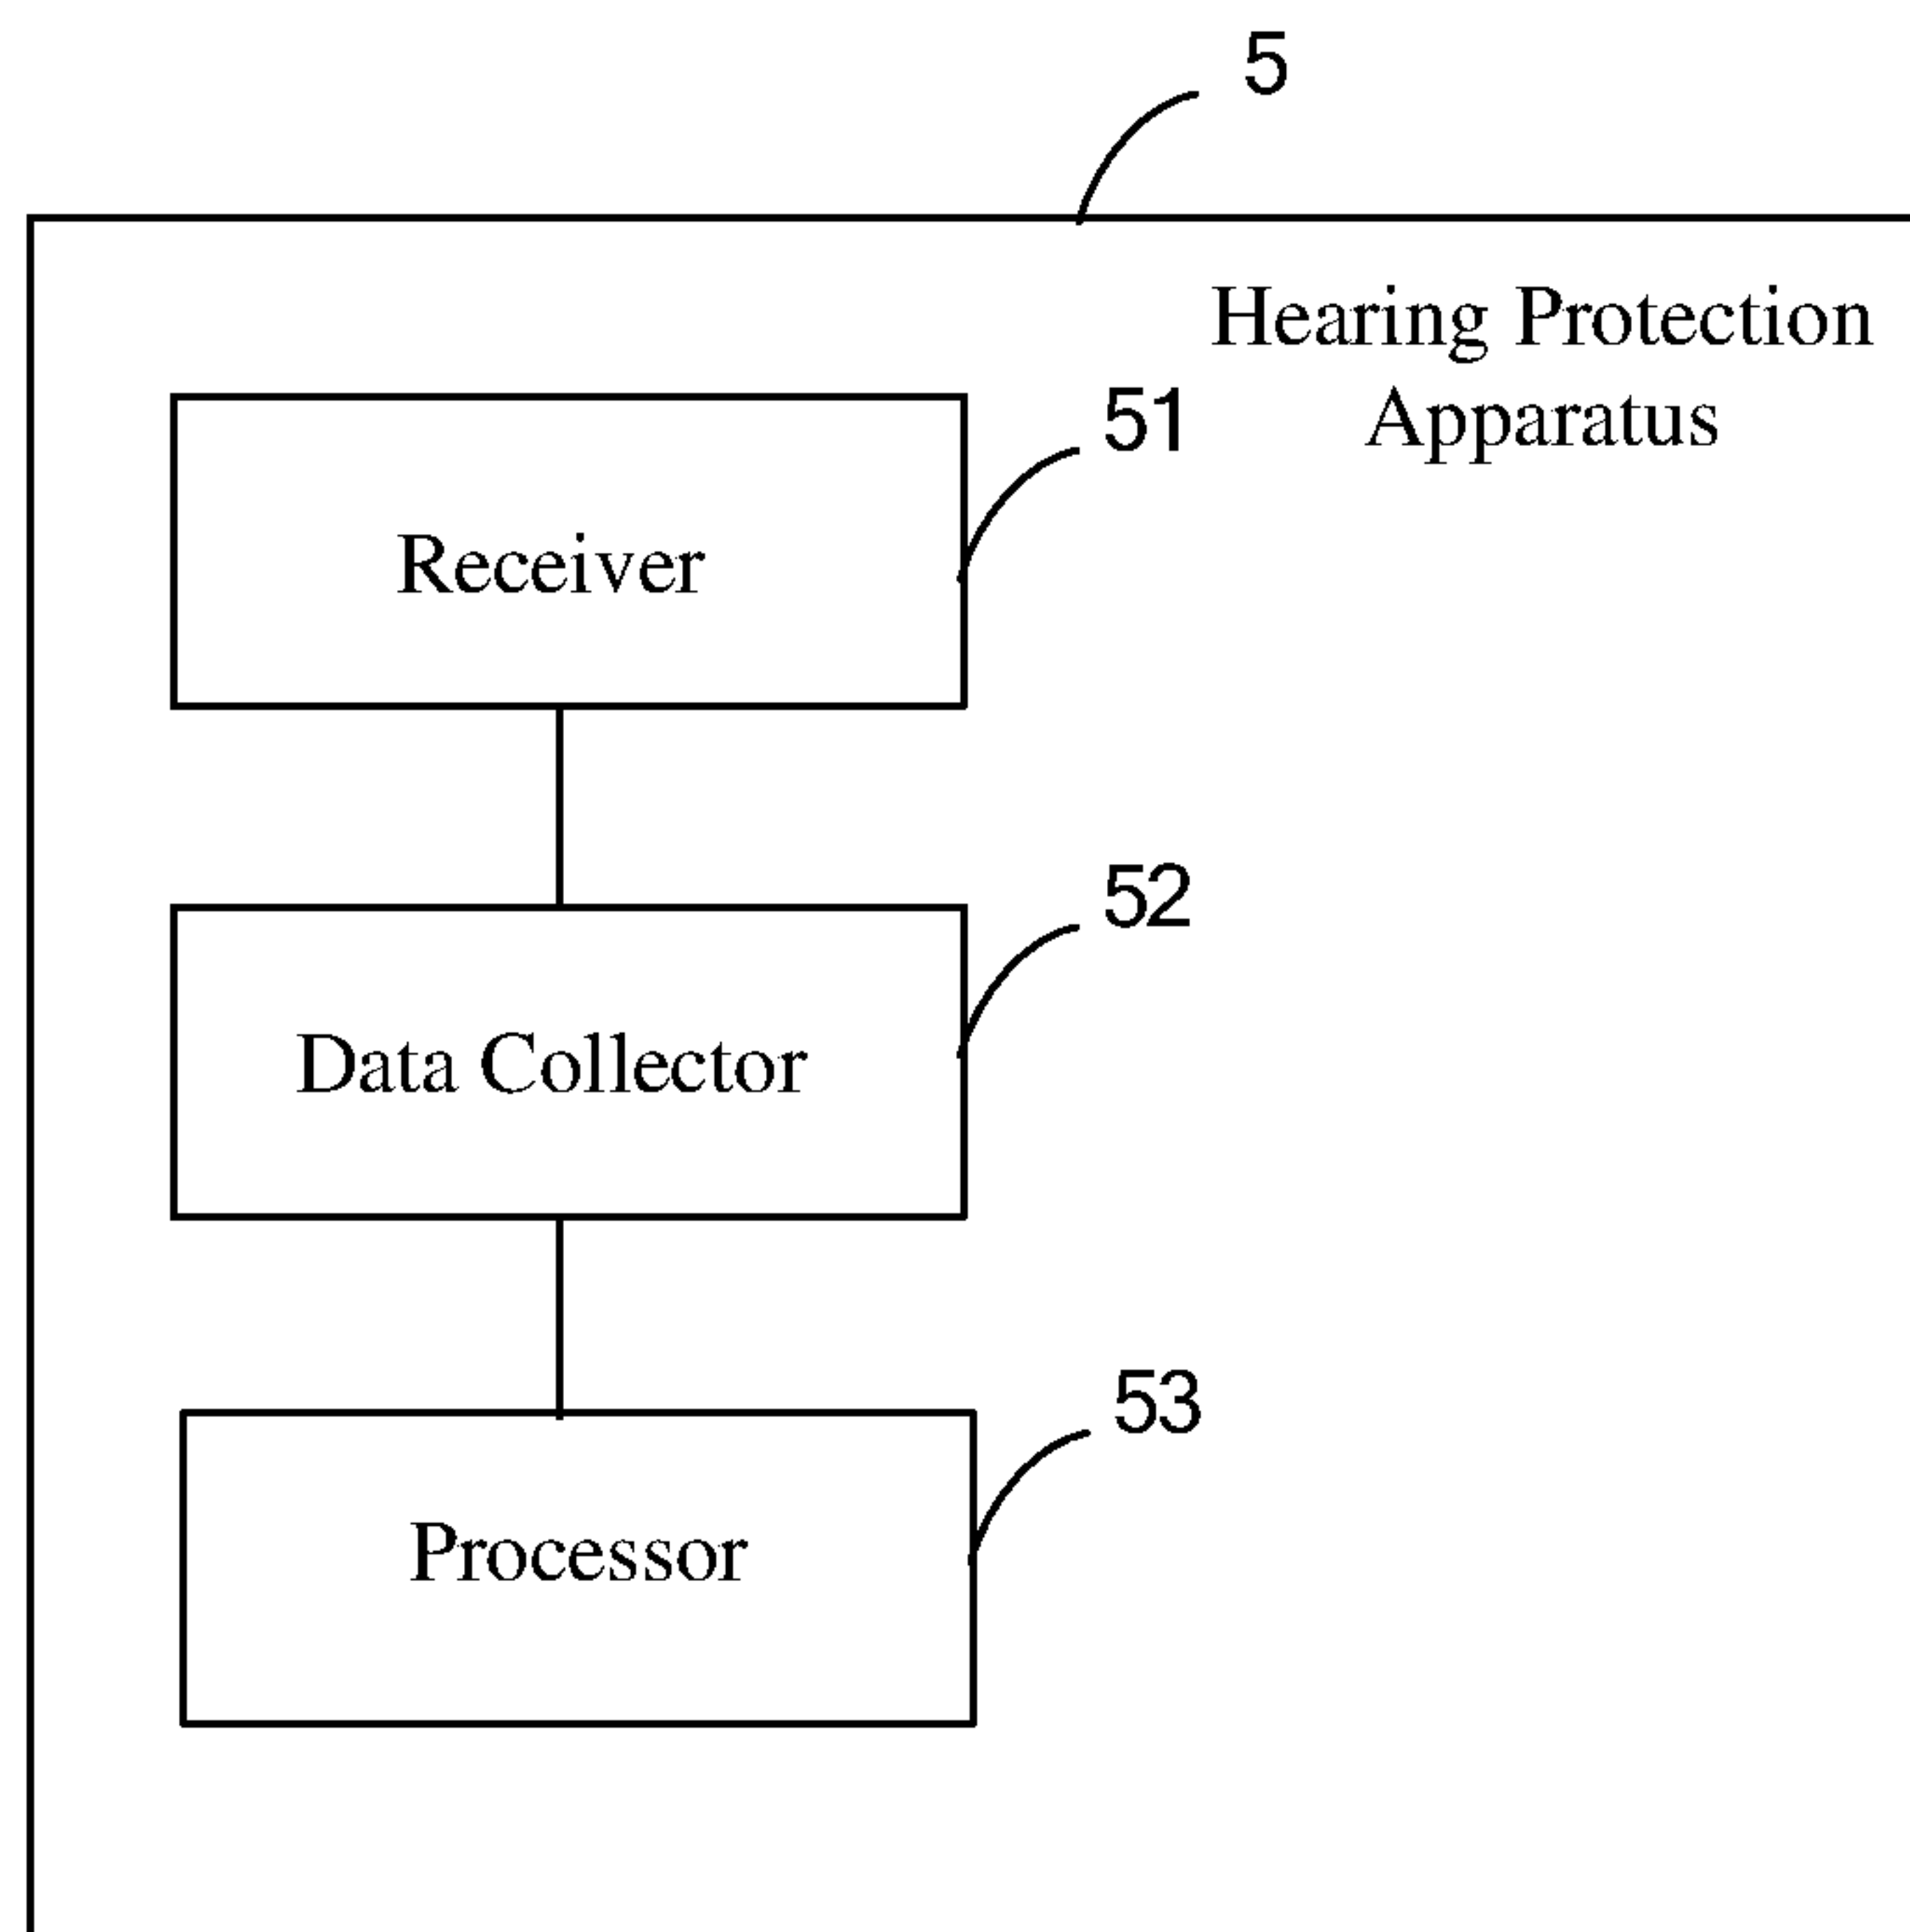 5
Hearing Protection
Apparatus
51
Receiver
52
Data Collector
53
Processor